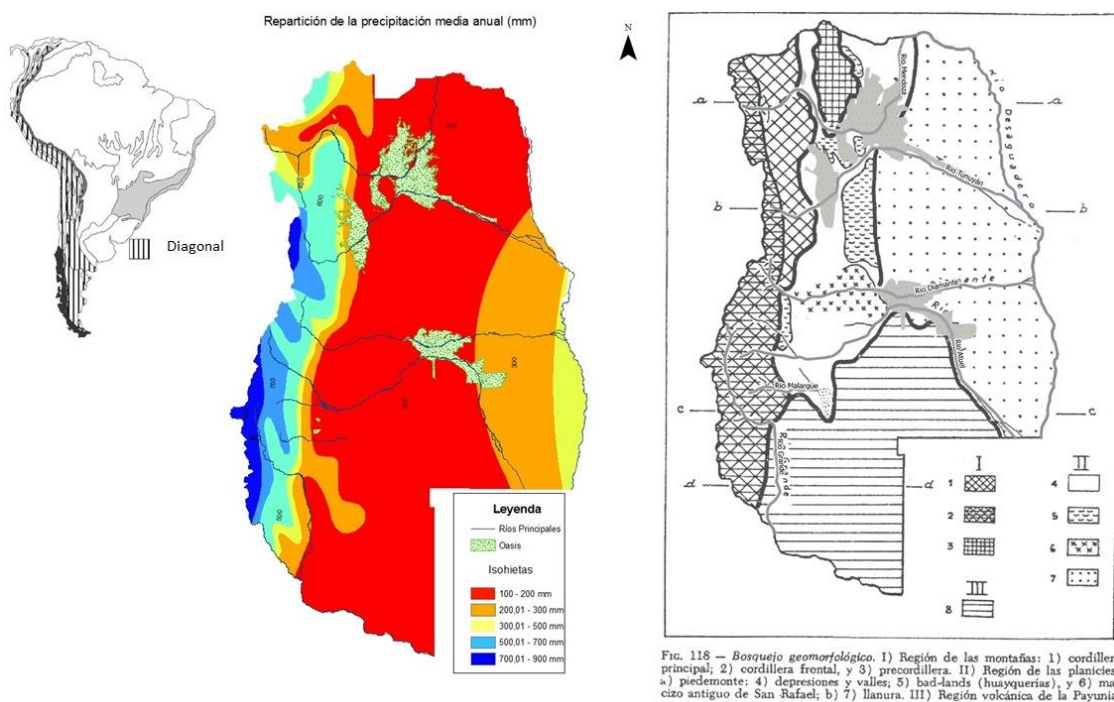 Repartición de la precipitación media anual (mm)
Diagonal
300
700
500
Leyenda
Ríos Principales
Oasis
Isohietas
100 - 200 mm
200,01 - 300 mm
300,01 - 500 mm
500,01 - 700 mm
700,01 - 900 mm
N
a
a
b
b
c
c
d
d
Río Mendoza
Río Desaguadero
Río Tunuyán
Río Diamante
Río Atuel
Río Malargüe
Río Grande
I
1
2
3
II
4
5
6
7
III
8
FIG. 118 — Bosquejo geomorfológico. I) Región de las montañas: 1) cordiller
principal; 2) cordillera frontal, y 3) precordillera. II) Región de las planicies
a) piedemonte: 4) depresiones y valles; 5) bad-lands (huayquerías), y 6) ma
cizo antiguo de San Rafael; b) 7) llanura. III) Región volcánica de la Payunia